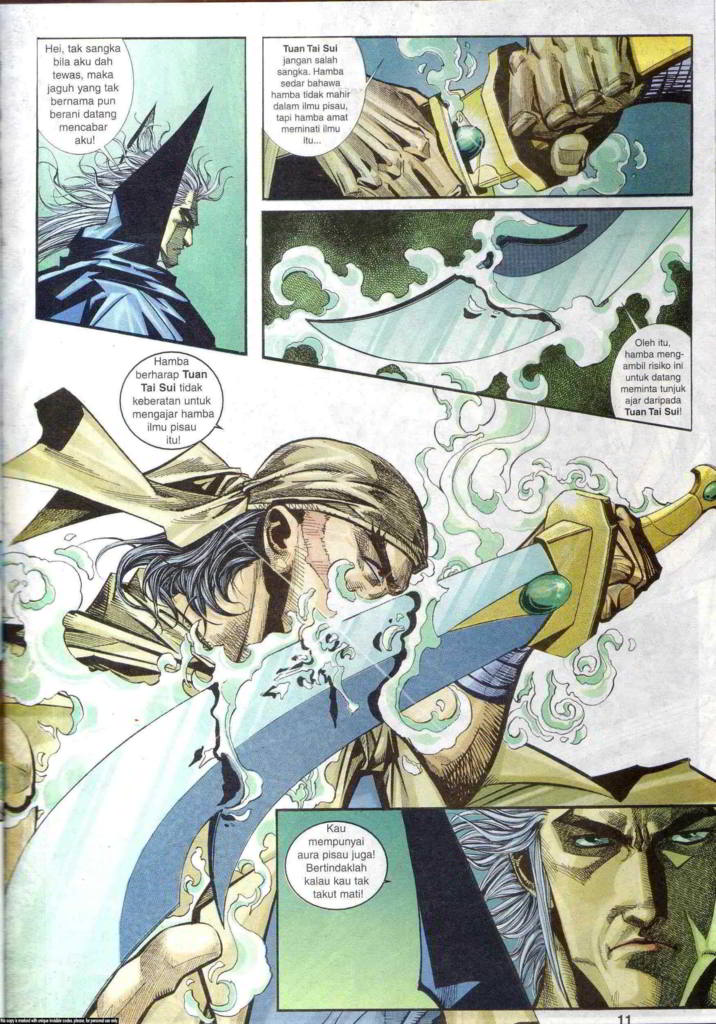 Hei, tak sangka
bila aku dah
tewas, maka
jaguh yang tak
bernama pun
berani datang
mencabar
aku!
Tuan Tai Sui
jangan salah
sangka. Hamba
sedar bahawa
hamba tidak mahir
dalam ilmu pisau,
tapi hamba amat
meminati ilmu
itu...
Oleh itu,
hamba meng-
ambil risiko ini
untuk datang
meminta tunjuk
ajar daripada
Tuan Tai Sui!
Hamba
berharap Tuan
Tai Sui tidak
keberatan untuk
mengajar hamba
ilmu pisau
itu!
Kau
mempunyai
aura pisau juga!
Bertindaklah
kalau kau tak
takut mati!
11